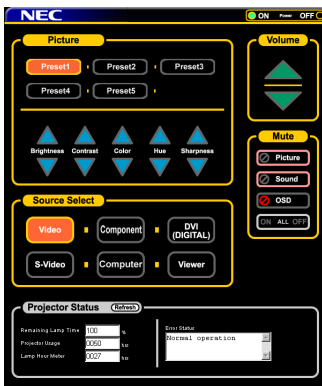 NEC
ON Power OFF
Picture
Preset1 Preset2 Preset3
Preset4 Preset5
Brightness Contrast Color Hue Sharpness
Volume
Mute
Picture
Sound
OSD
ON ALL OFF
Source Select
Video Component DVI (DIGITAL)
S-Video Computer Viewer
Projector Status (Refresh)
Remaining Lamp Time 100 %
Projector Usage 0050 hrs
Lamp Hour Meter 0027 hrs
Error Status
Normal operation